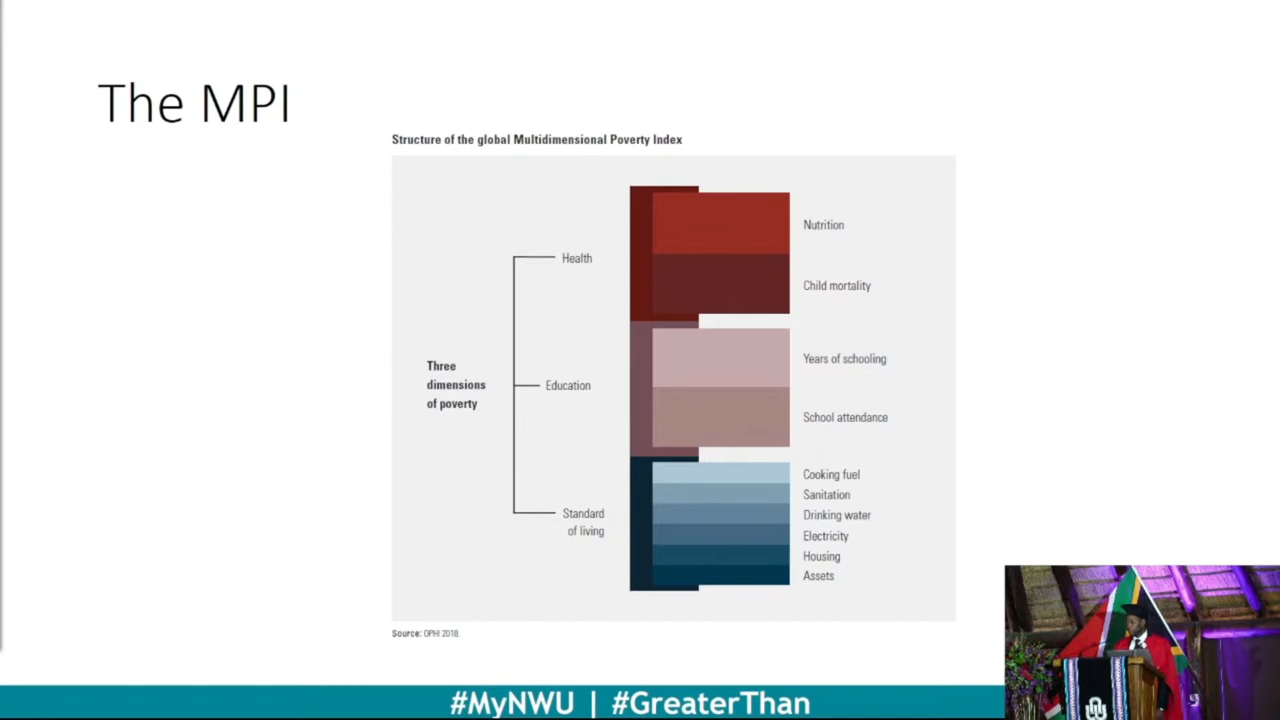 The MPI
Structure of the global Multidimensional Poverty Index
Three
dimensions
of poverty
Health
Education
Standard
of living
Nutrition
Child mortality
Years of schooling
School attendance
Cooking fuel
Sanitation
Drinking water
Electricity
Housing
Assets
Source: OPHI 2018.
#MyNWU | #GreaterThan